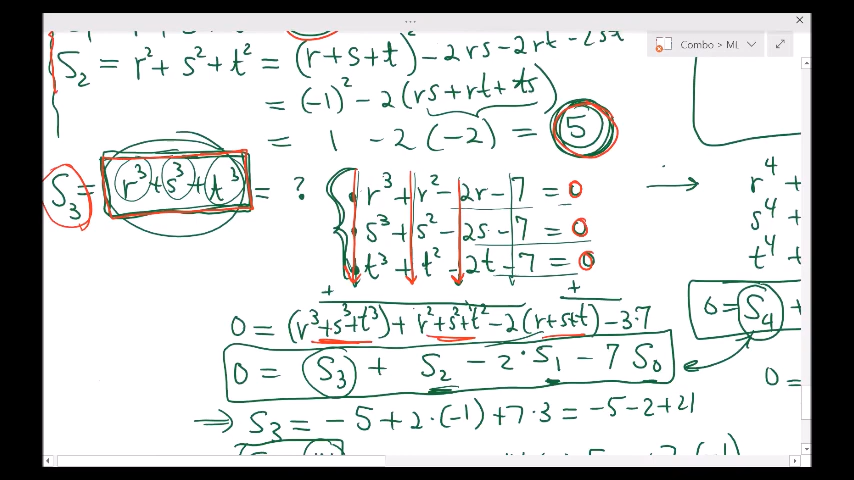 S₂ = r² + s² + t² = (r+s+t)² − 2rs − 2rt − 2st
Combo > ML
= (−1)² − 2(rs + rt + ts)
= 1 − 2(−2) = 5
S₃ = r³+s³+t³ = ?
r³ + r² − 2r − 7 = 0
s³ + s² − 2s − 7 = 0
t³ + t² − 2t − 7 = 0
→ r⁴ +
s⁴ +
t⁴ +
+ +
0 = (r³+s³+t³) + r²+s²+t² − 2(r+s+t) − 3·7
0 = S₃ + S₂ − 2·S₁ − 7 S₀
0 = S₄ +
0 =
⇒ S₃ = −5 + 2·(−1) + 7·3 = −5−2+21